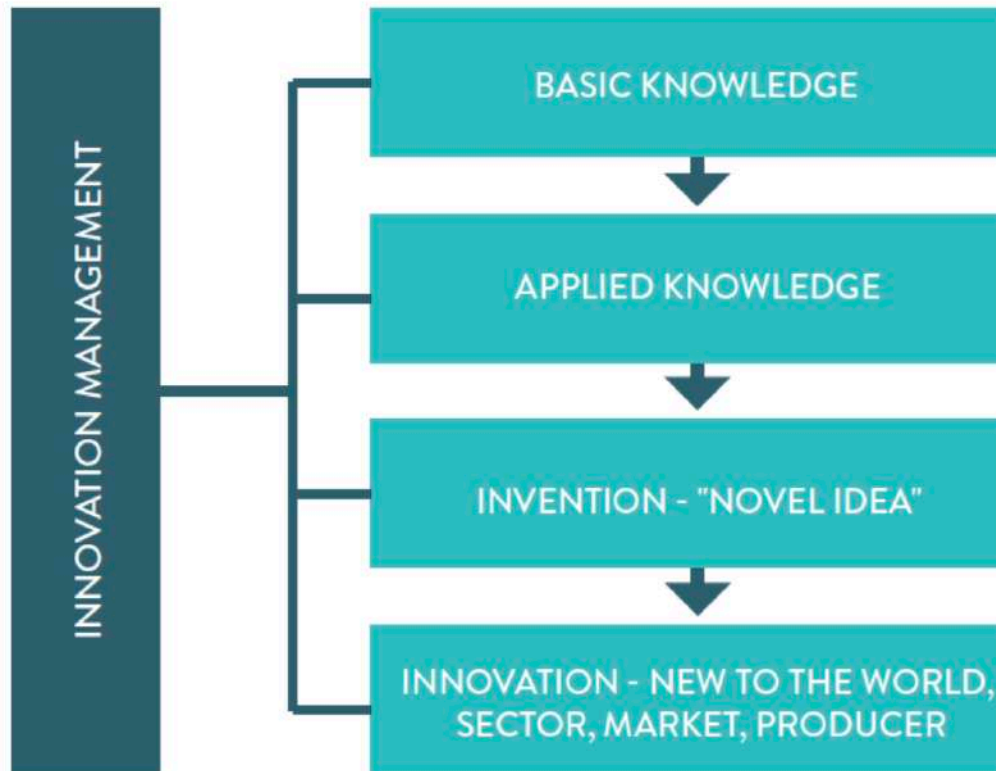 INNOVATION MANAGEMENT
BASIC KNOWLEDGE
APPLIED KNOWLEDGE
INVENTION - "NOVEL IDEA"
INNOVATION - NEW TO THE WORLD,
SECTOR, MARKET, PRODUCER